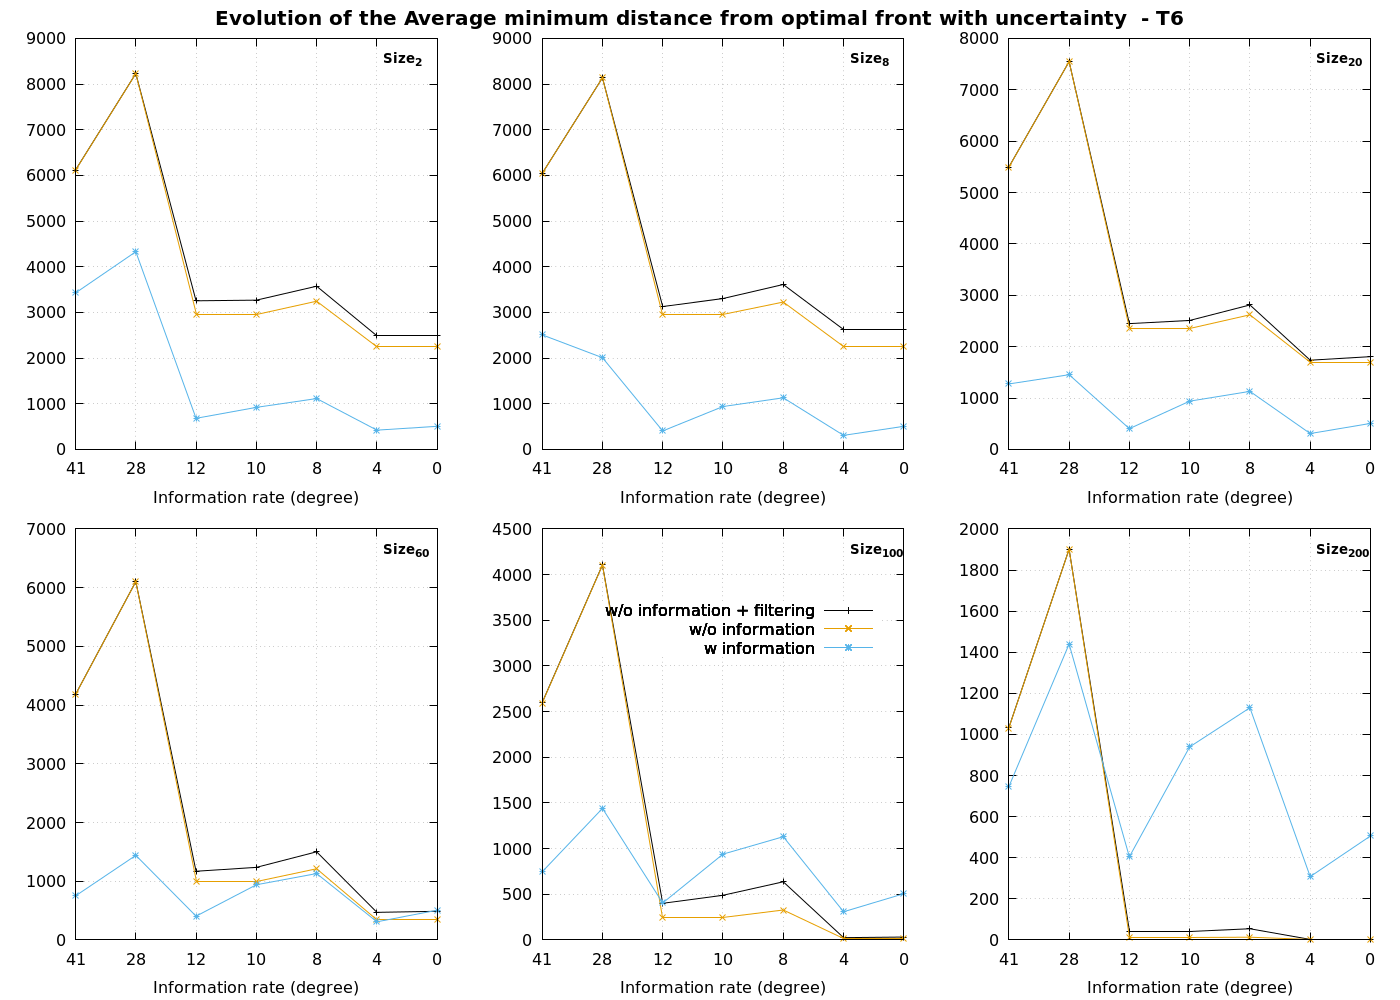 Evolution of the Average minimum distance from optimal front with uncertainty - T6
9000
8000
7000
6000
5000
4000
3000
2000
1000
0
Size2
41 28 12 10 8 4 0
Information rate (degree)
9000
8000
7000
6000
5000
4000
3000
2000
1000
0
Size8
41 28 12 10 8 4 0
Information rate (degree)
8000
7000
6000
5000
4000
3000
2000
1000
0
Size20
41 28 12 10 8 4 0
Information rate (degree)
7000
6000
5000
4000
3000
2000
1000
0
Size60
41 28 12 10 8 4 0
Information rate (degree)
4500
4000
3500
3000
2500
2000
1500
1000
500
0
Size100
w/o information + filtering
w/o information
w information
41 28 12 10 8 4 0
Information rate (degree)
2000
1800
1600
1400
1200
1000
800
600
400
200
0
Size200
41 28 12 10 8 4 0
Information rate (degree)